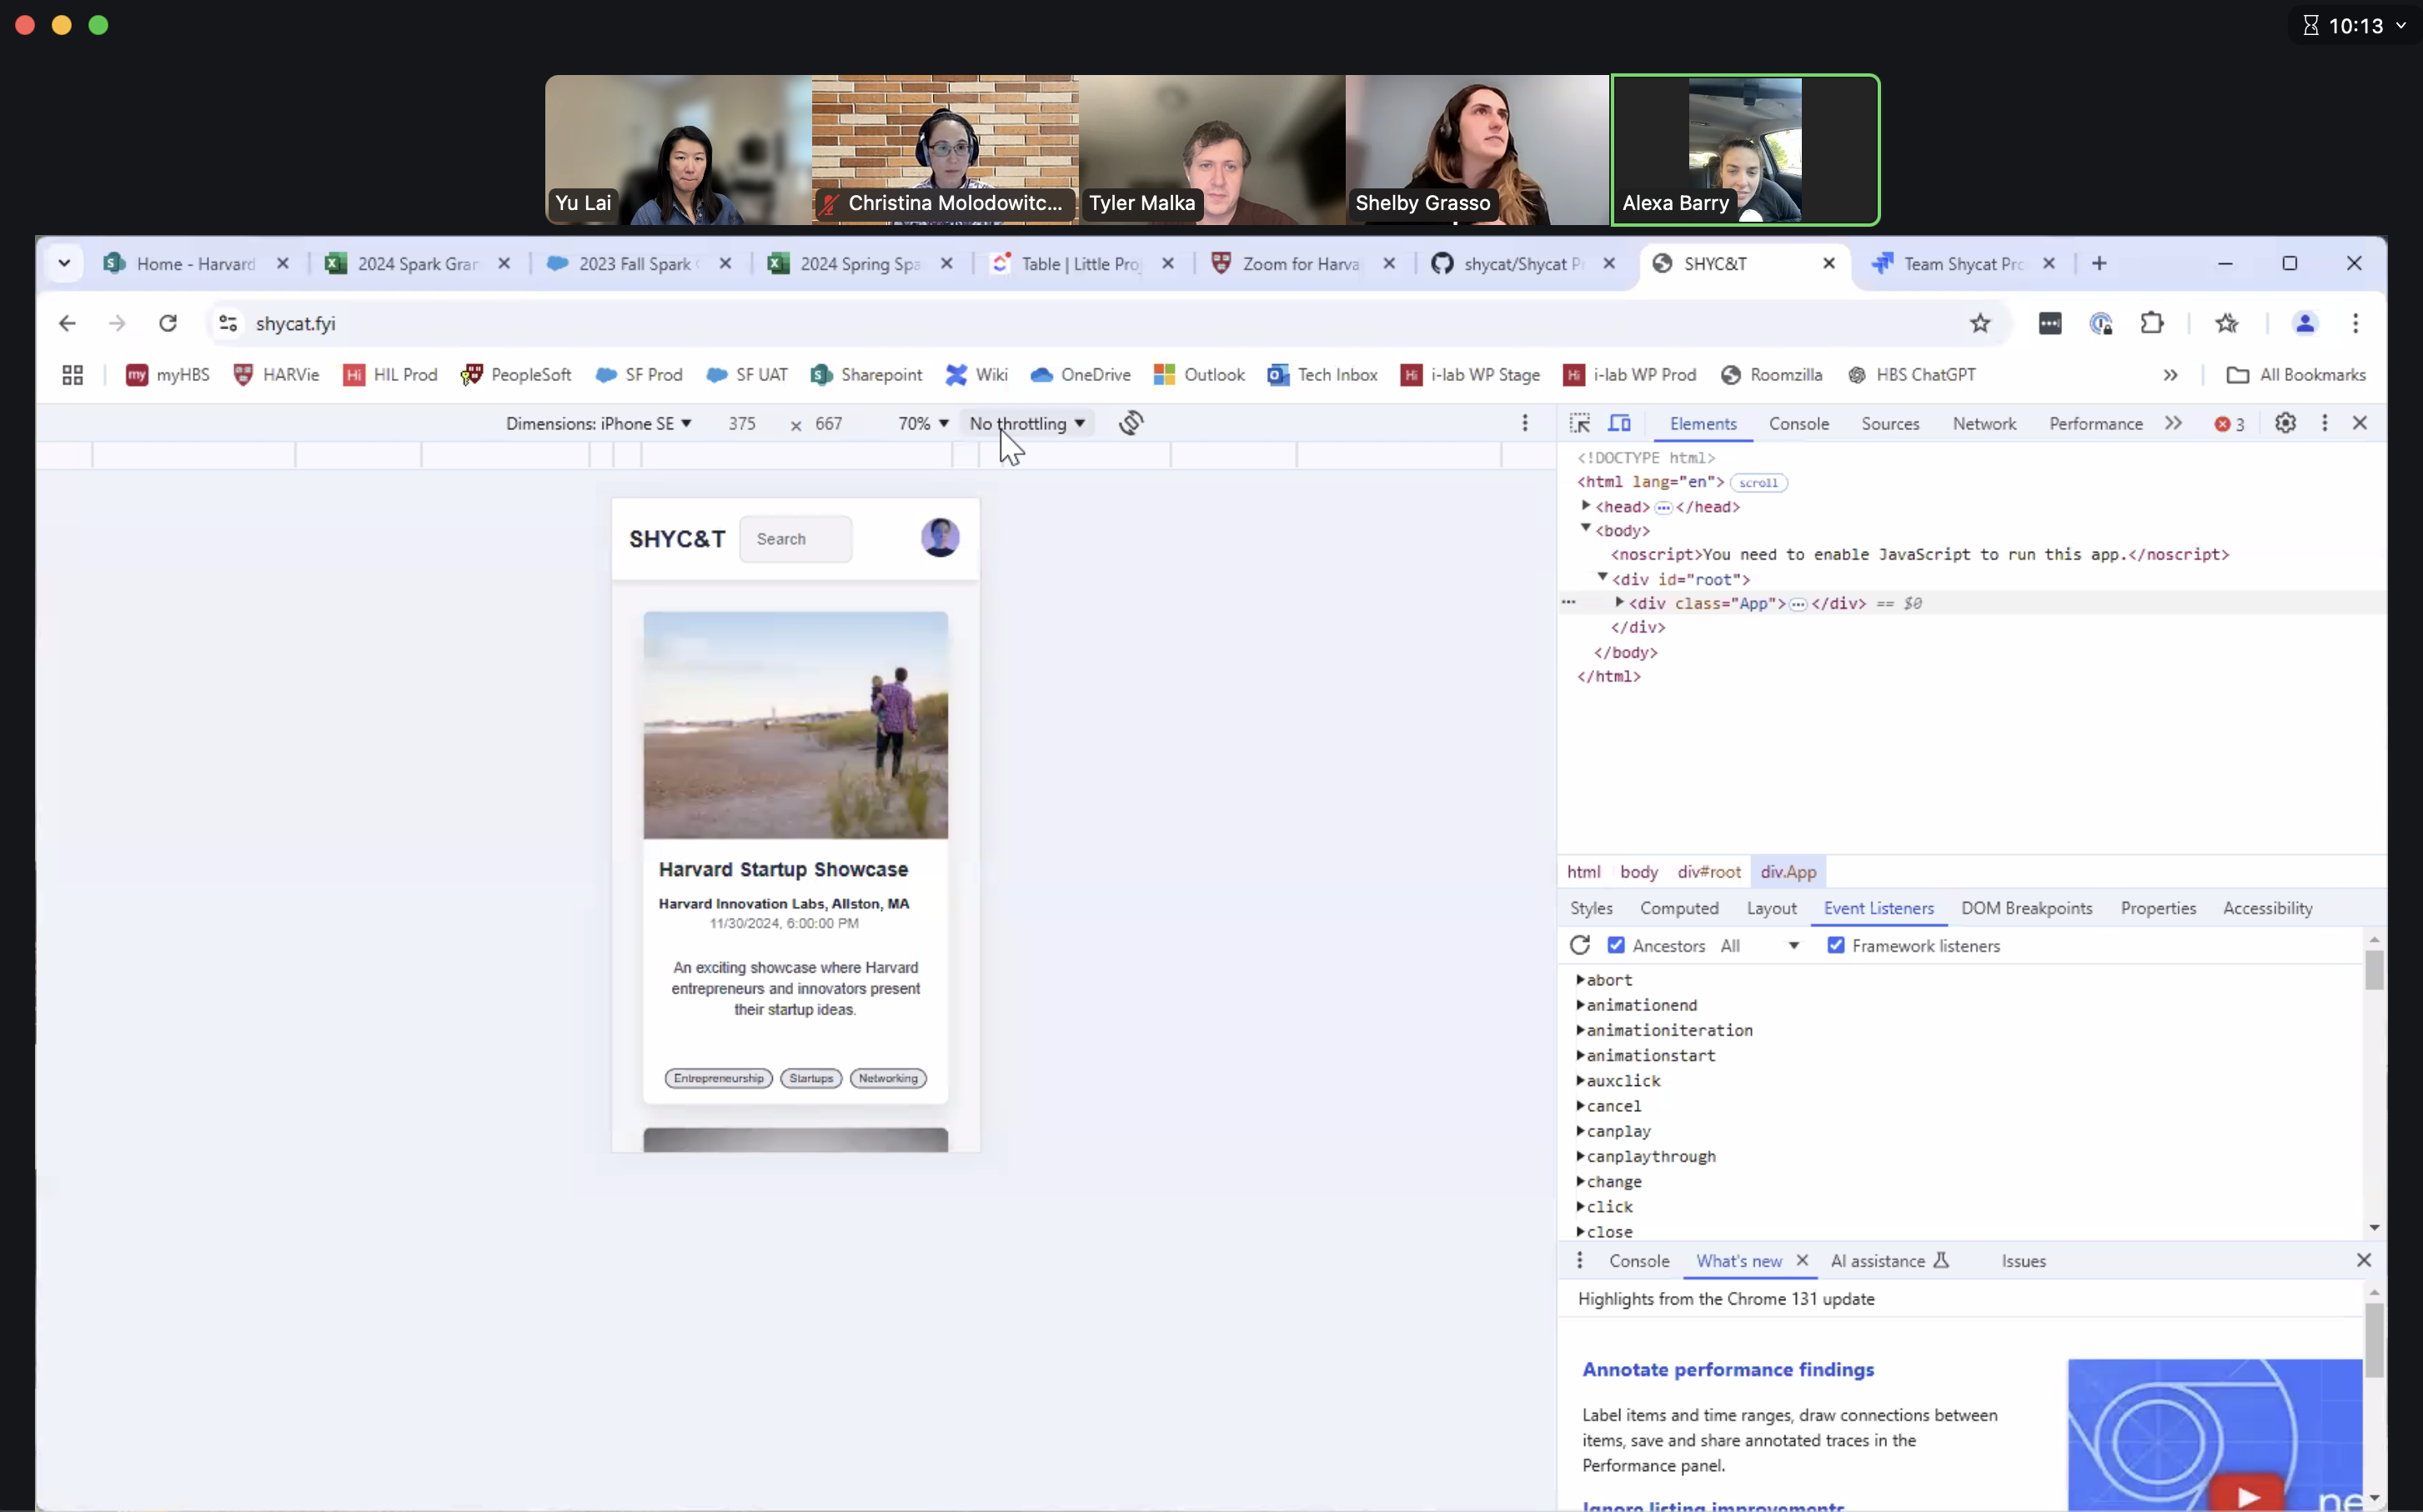 10:13
Yu Lai
Christina Molodowitc...
Tyler Malka
Shelby Grasso
Alexa Barry
Home - Harvard
2024 Spark Gran
2023 Fall Spark
2024 Spring Spa
Table | Little Proj
Zoom for Harva
shycat/Shycat Pr
SHYC&T
Team Shycat Pro
shycat.fyi
myHBS
HARVie
HIL Prod
PeopleSoft
SF Prod
SF UAT
Sharepoint
Wiki
OneDrive
Outlook
Tech Inbox
i-lab WP Stage
i-lab WP Prod
Roomzilla
HBS ChatGPT
All Bookmarks
Dimensions: iPhone SE 375 × 667 70% No throttling
Elements Console Sources Network Performance 3
SHYC&T
Search
Harvard Startup Showcase
Harvard Innovation Labs, Allston, MA
11/30/2024, 6:00:00 PM
An exciting showcase where Harvard
entrepreneurs and innovators present
their startup ideas.
Entrepreneurship Startups Networking
<!DOCTYPE html>
<html lang="en"> scroll
<head> … </head>
<body>
<noscript>You need to enable JavaScript to run this app.</noscript>
<div id="root">
<div class="App"> … </div> == $0
</div>
</body>
</html>
html body div#root div.App
Styles Computed Layout Event Listeners DOM Breakpoints Properties Accessibility
Ancestors All Framework listeners
abort
animationend
animationiteration
animationstart
auxclick
cancel
canplay
canplaythrough
change
click
close
Console What's new AI assistance Issues
Highlights from the Chrome 131 update
Annotate performance findings
Label items and time ranges, draw connections between
items, save and share annotated traces in the
Performance panel.
Ignore listing improvements
ne